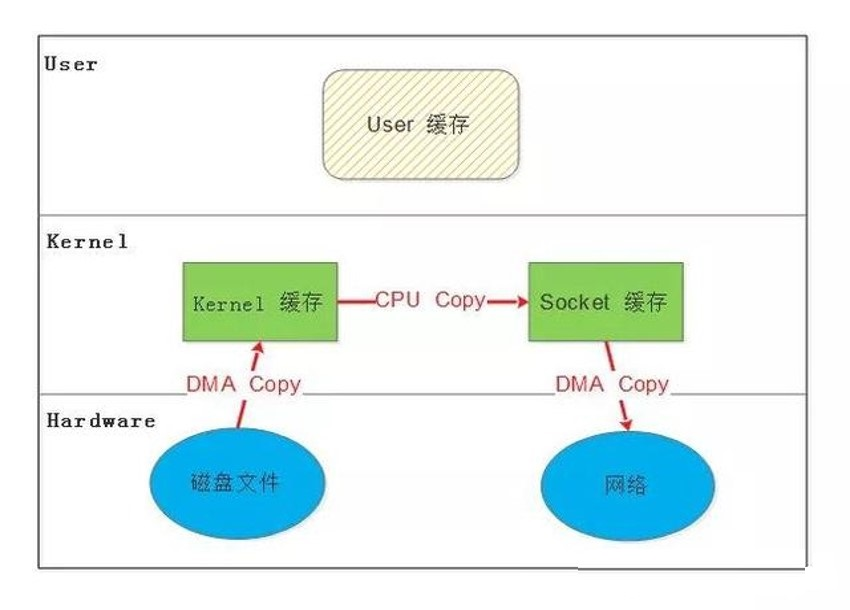 User
User 缓存
Kernel
Kernel 缓存
CPU Copy
Socket 缓存
DMA Copy
DMA Copy
Hardware
磁盘文件
网络